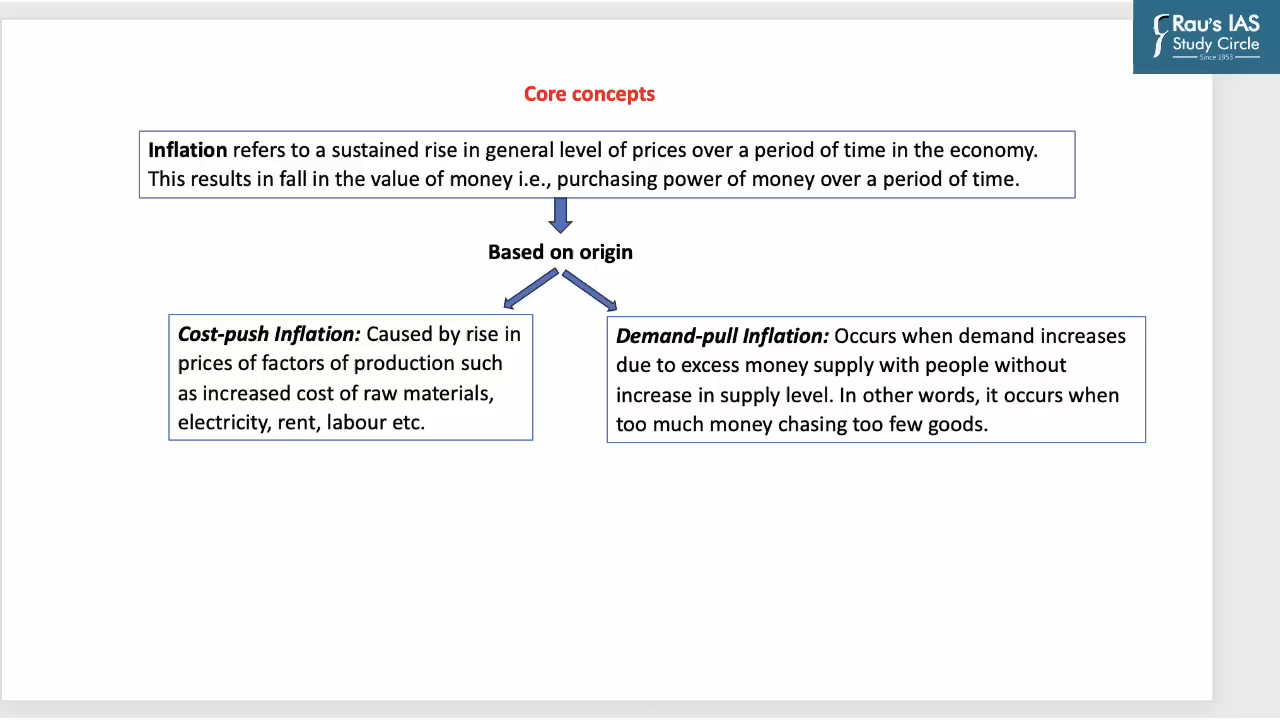 Rau's IAS
Study Circle
Since 1953
Core concepts
Inflation refers to a sustained rise in general level of prices over a period of time in the economy.
This results in fall in the value of money i.e., purchasing power of money over a period of time.
Based on origin
Cost-push Inflation: Caused by rise in
prices of factors of production such
as increased cost of raw materials,
electricity, rent, labour etc.
Demand-pull Inflation: Occurs when demand increases
due to excess money supply with people without
increase in supply level. In other words, it occurs when
too much money chasing too few goods.